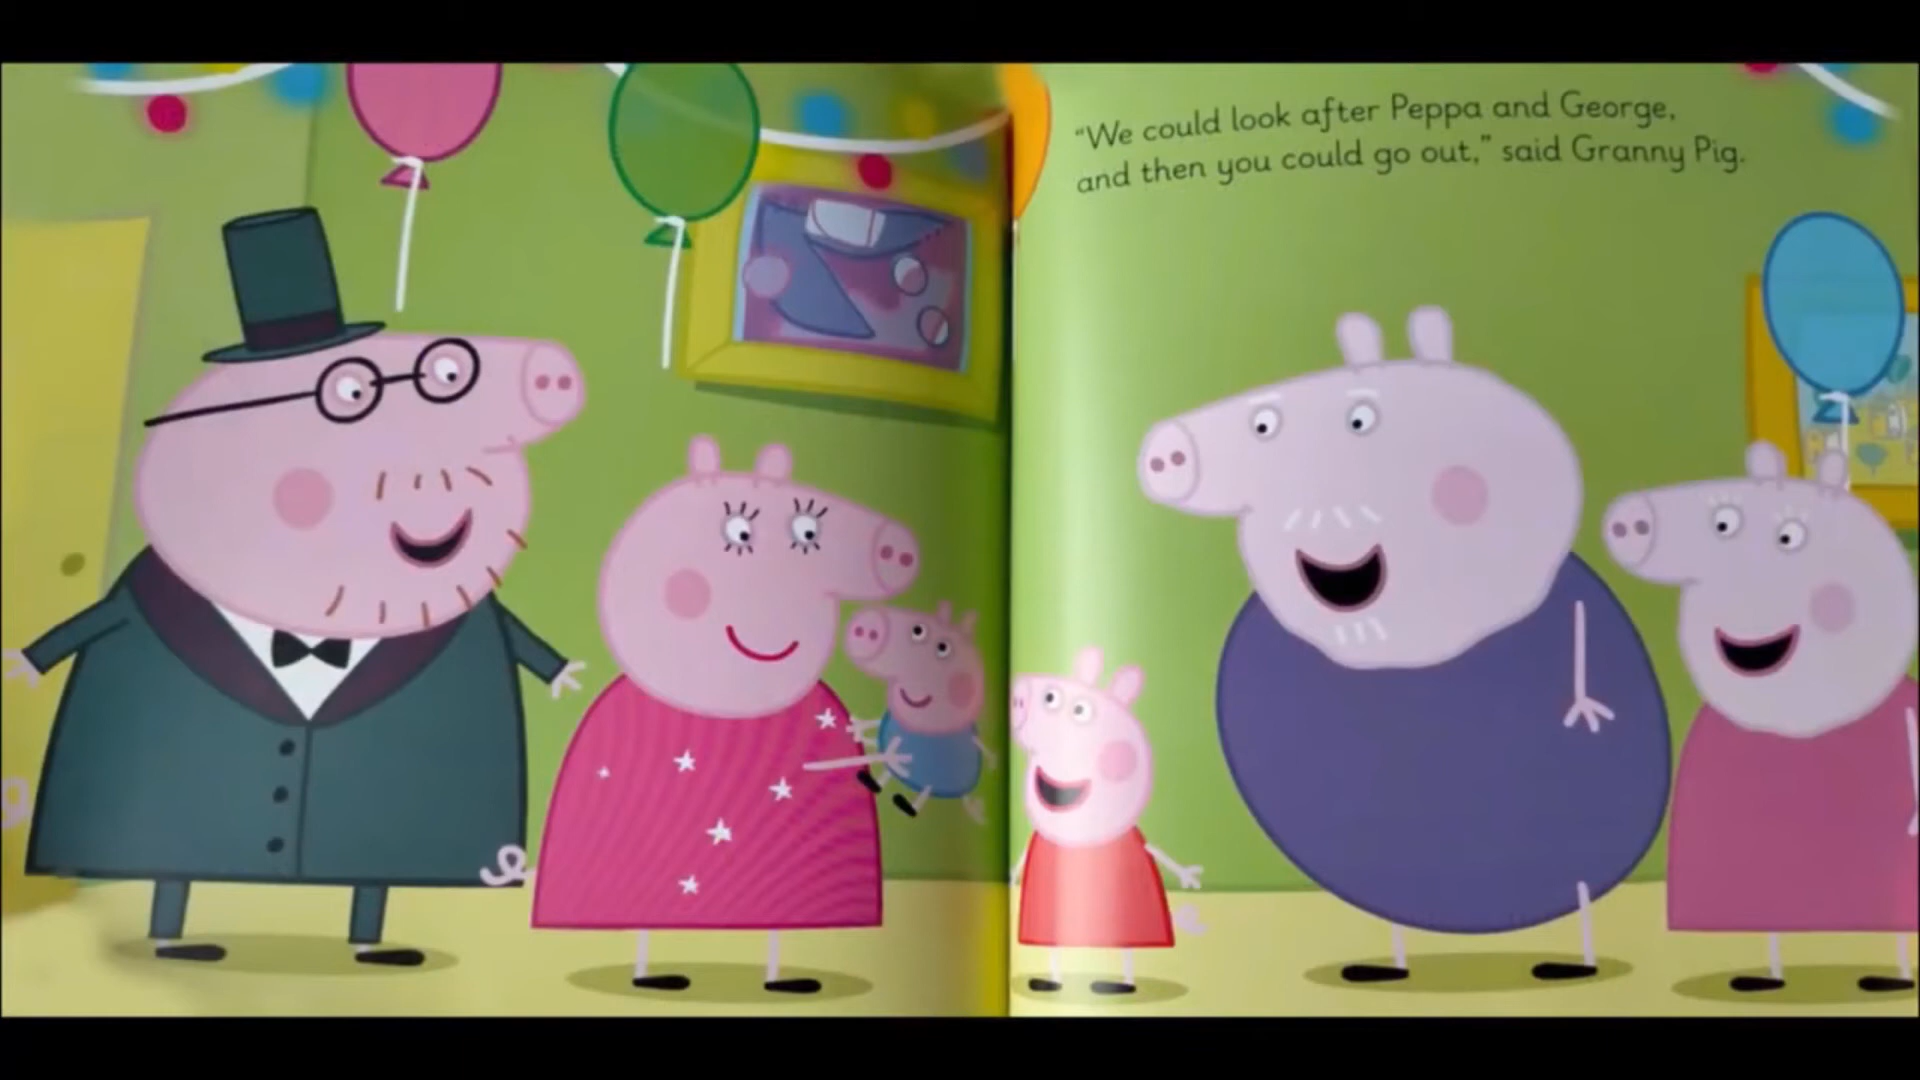 “We could look after Peppa and George,
and then you could go out,” said Granny Pig.